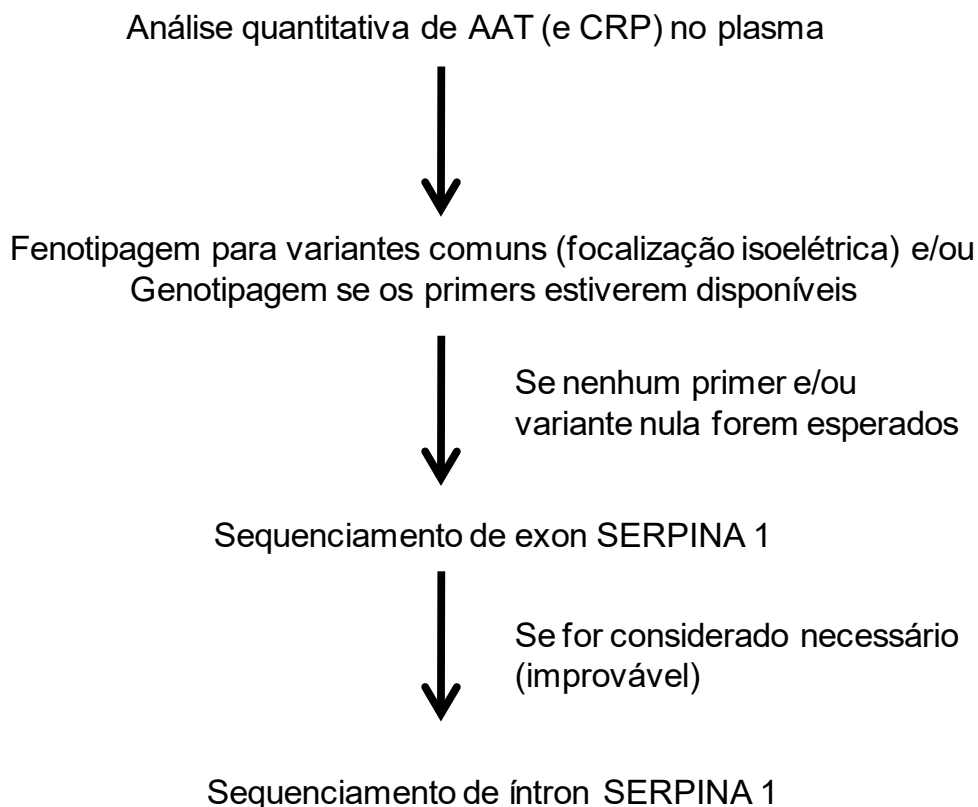 Análise quantitativa de AAT (e CRP) no plasma
Fenotipagem para variantes comuns (focalização isoelétrica) e/ou
Genotipagem se os primers estiverem disponíveis
Se nenhum primer e/ou
variante nula forem esperados
Sequenciamento de exon SERPINA 1
Se for considerado necessário
(improvável)
Sequenciamento de íntron SERPINA 1